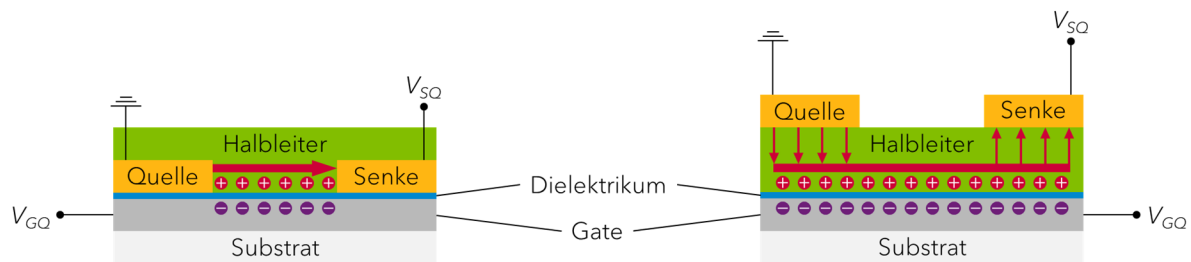 V_SQ
Halbleiter
Quelle
Senke
V_GQ
Substrat
Dielektrikum
Gate
V_SQ
Quelle
Senke
Halbleiter
V_GQ
Substrat